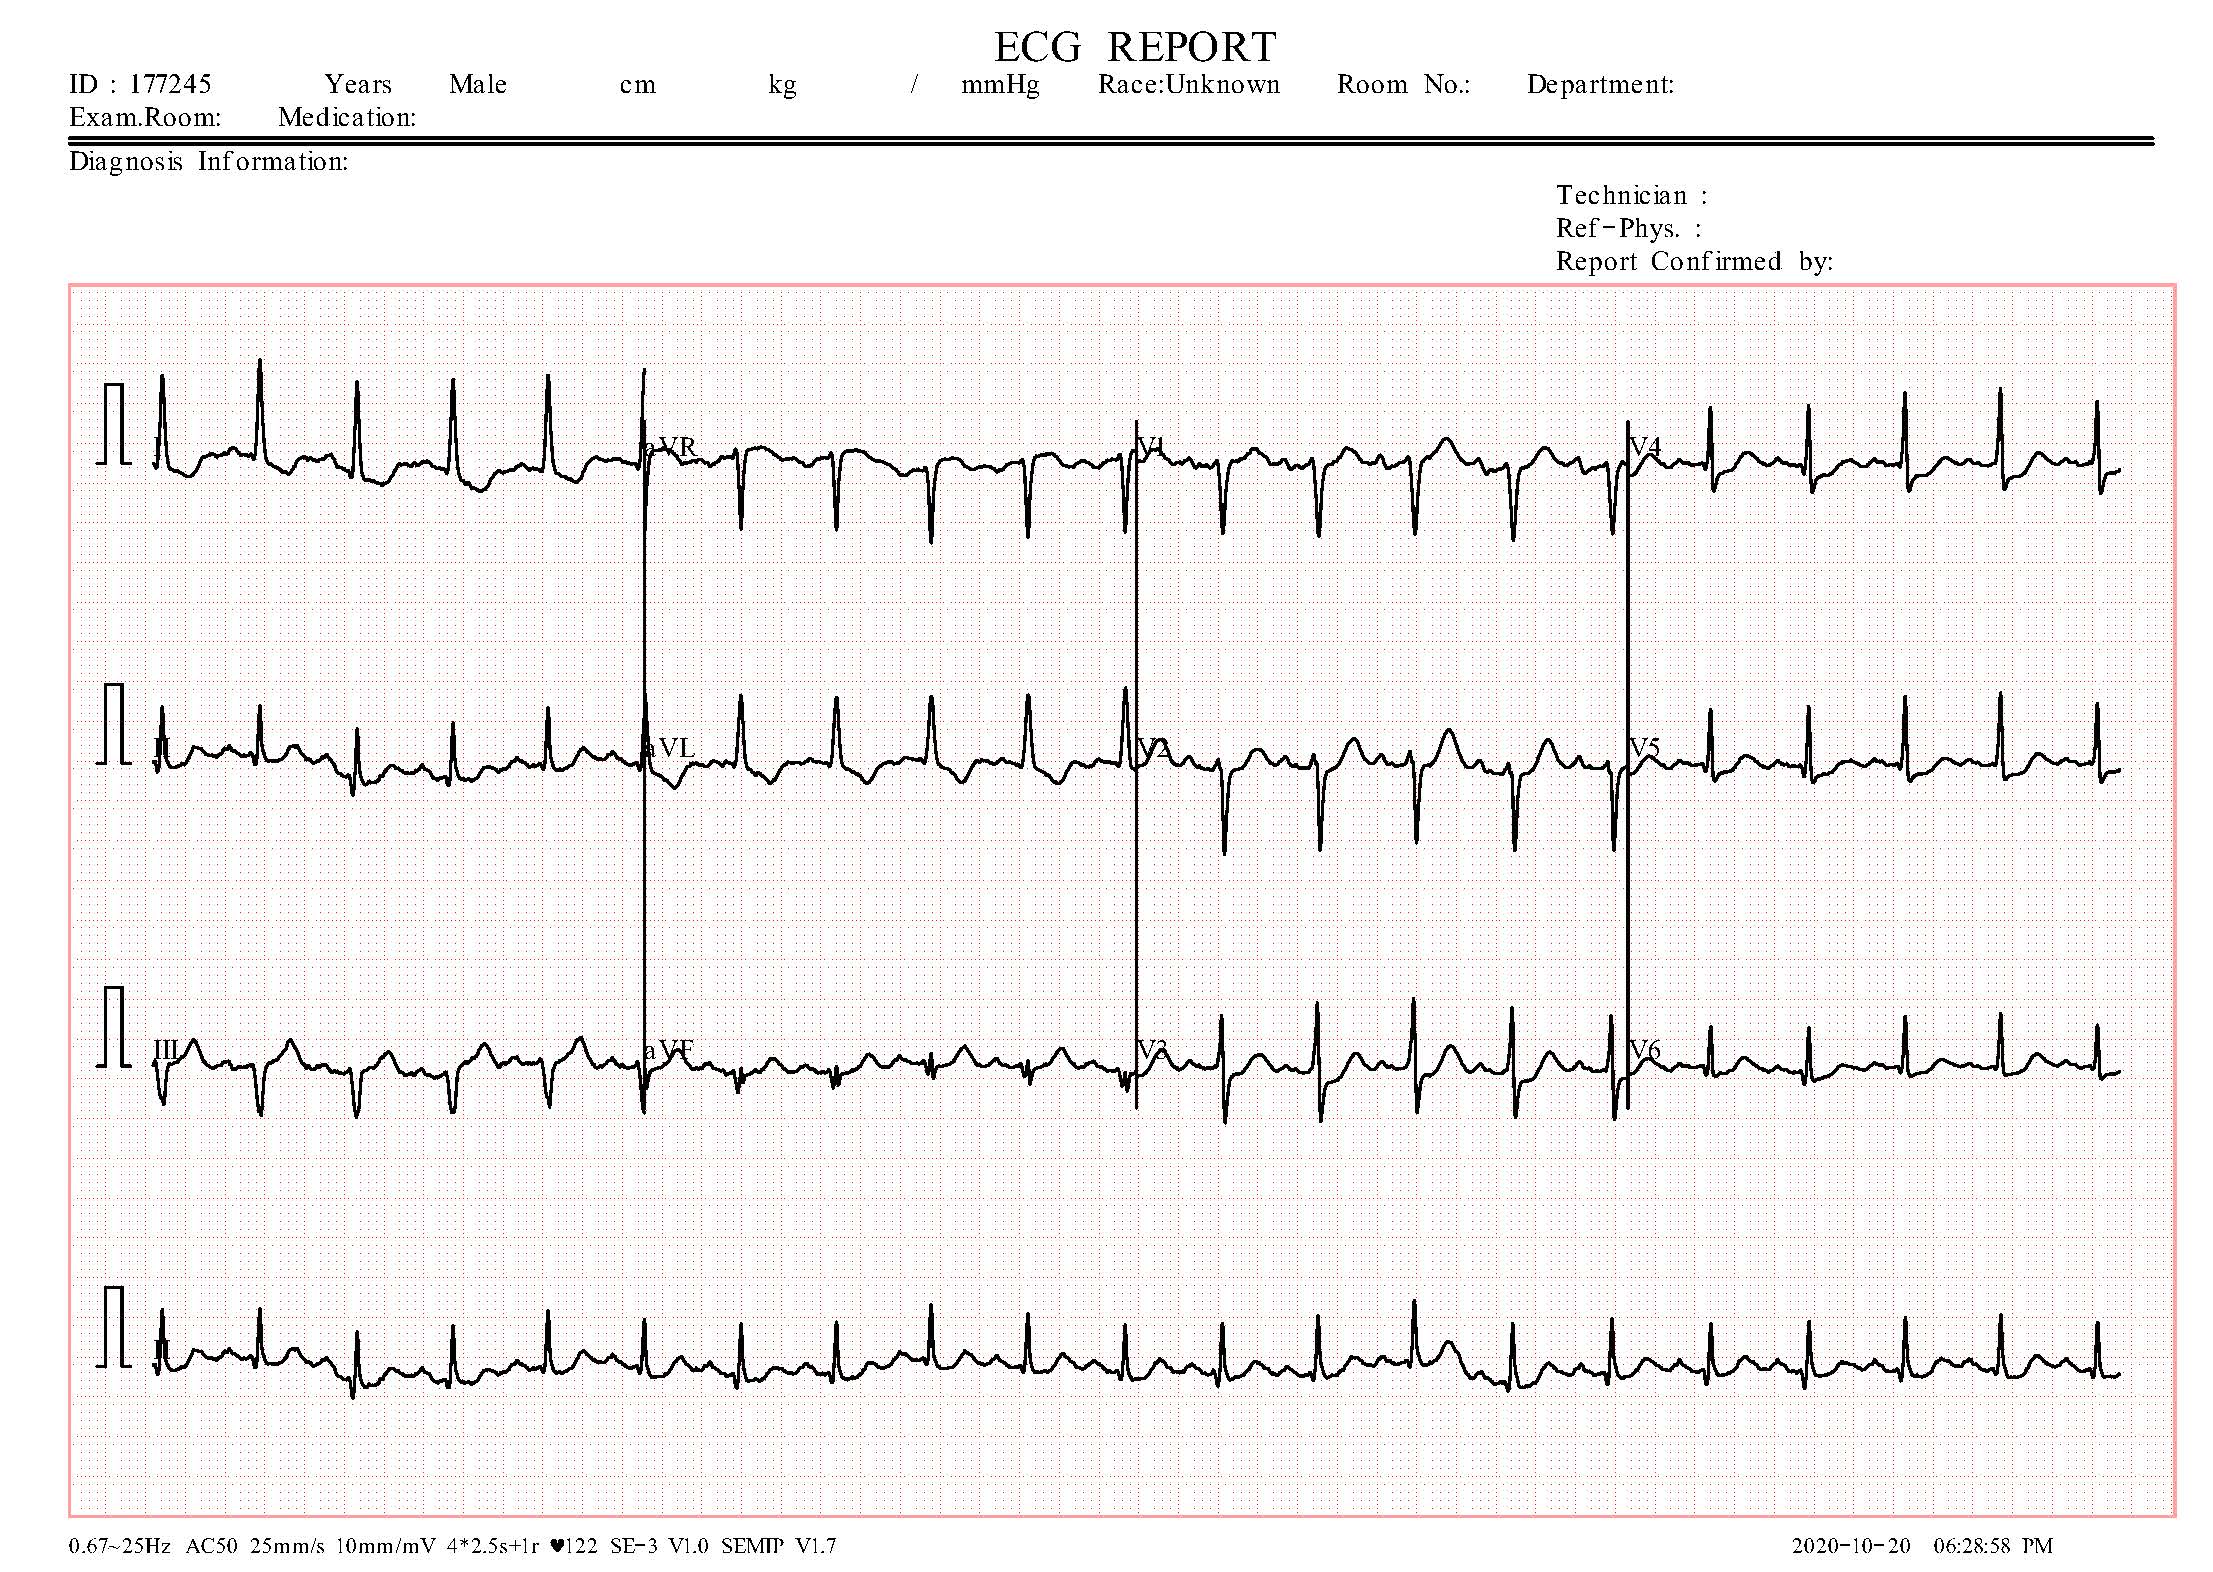 ECG REPORT
ID : 177245 Years Male cm kg / mmHg Race:Unknown Room No.: Department:
Exam.Room: Medication:
Diagnosis Information:
Technician :
Ref-Phys. :
Report Confirmed by:
I aVR V1 V4
II aVL V2 V5
III aVF V3 V6
II
0.67~25Hz AC50 25mm/s 10mm/mV 4*2.5s+1r ♥122 SE-3 V1.0 SEMIP V1.7
2020-10-20 06:28:58 PM